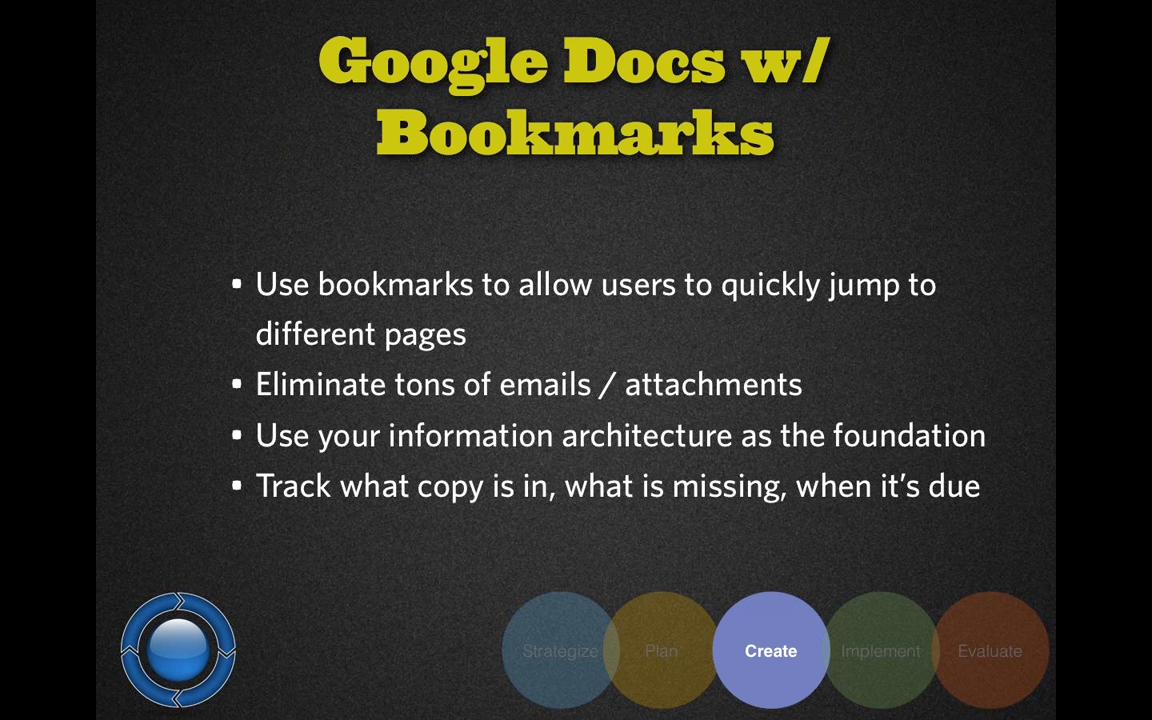 Google Docs w/
Bookmarks
• Use bookmarks to allow users to quickly jump to
different pages
• Eliminate tons of emails / attachments
• Use your information architecture as the foundation
• Track what copy is in, what is missing, when it’s due
Strategize Plan Create Implement Evaluate